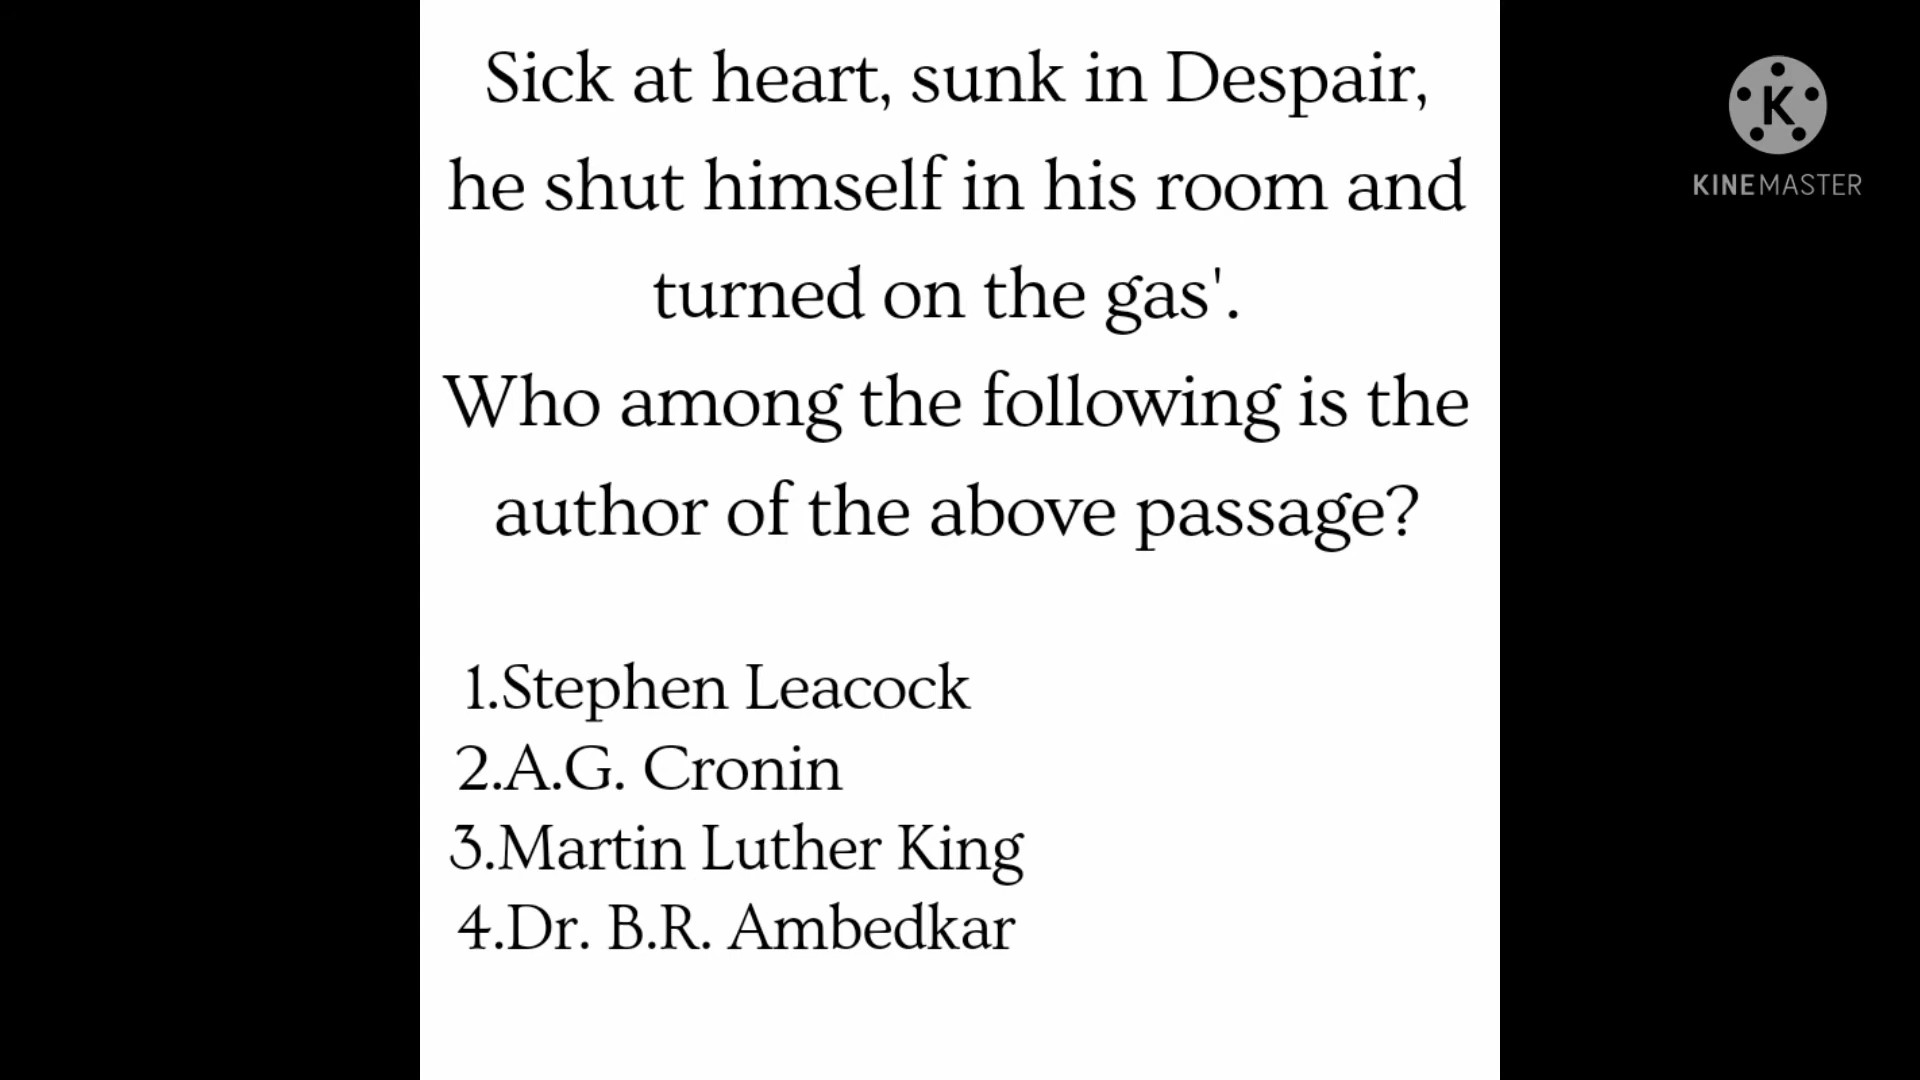 Sick at heart, sunk in Despair,
he shut himself in his room and
turned on the gas'.
Who among the following is the
author of the above passage?
1.Stephen Leacock
2.A.G. Cronin
3.Martin Luther King
4.Dr. B.R. Ambedkar
K
KINEMASTER